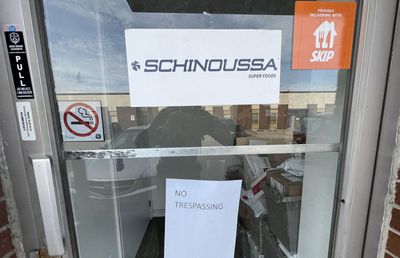 PROUDLY
DELIVERING WITH
SKIP
SCHINOUSSA
SUPER FOODS
PULL
NO
TRESPASSING